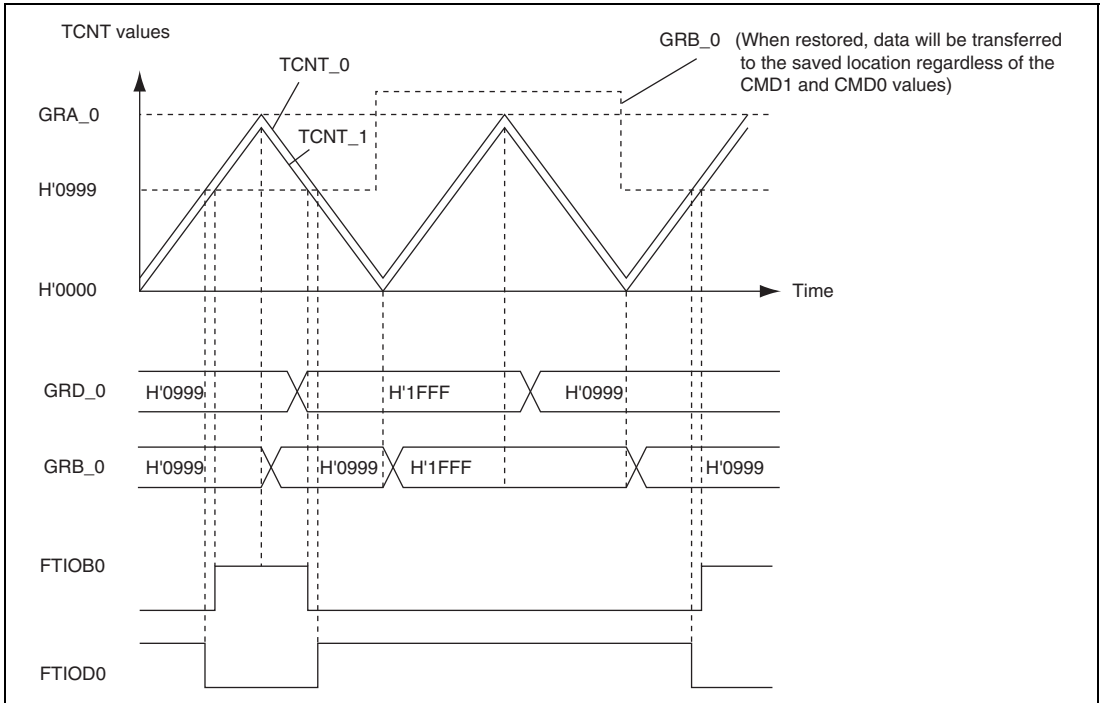 TCNT values
GRB_0 (When restored, data will be transferred
to the saved location regardless of the
CMD1 and CMD0 values)
TCNT_0
GRA_0
TCNT_1
H'0999
H'0000
Time
GRD_0 H'0999 H'1FFF H'0999
GRB_0 H'0999 H'0999 H'1FFF H'0999
FTIOB0
FTIOD0